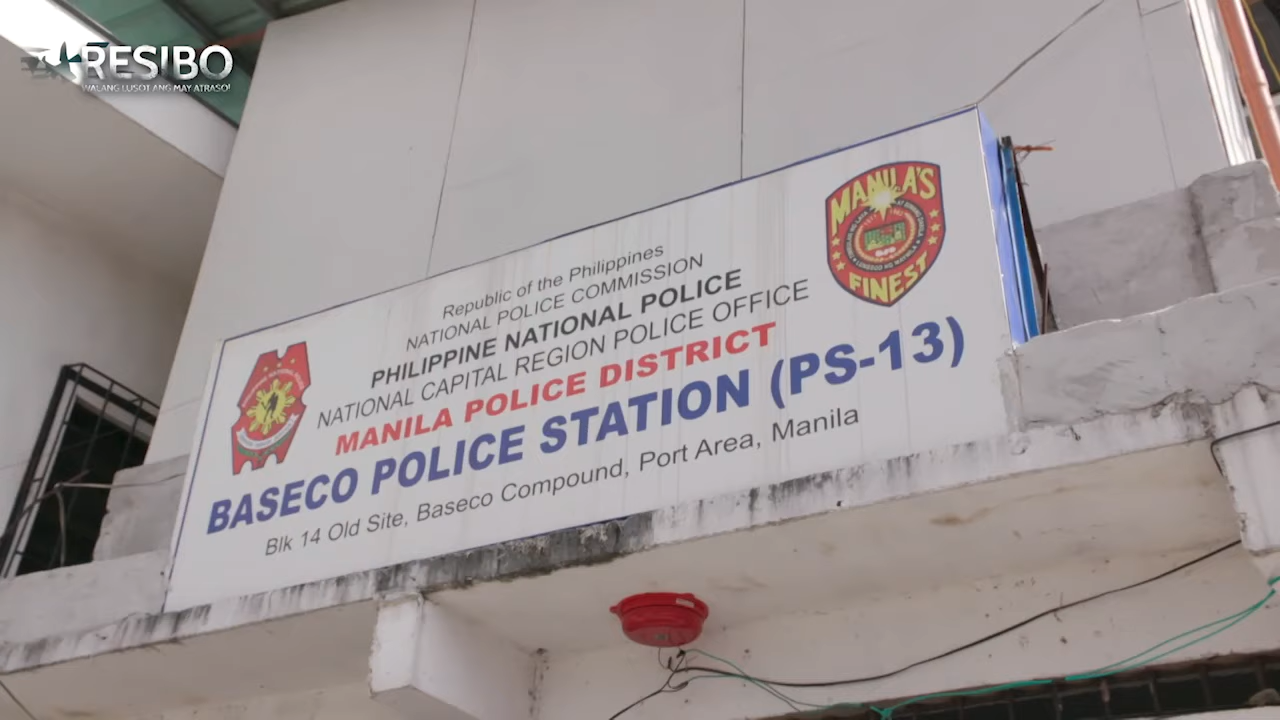 RESIBO
WALANG LUSOT ANG MAY ATRASO!
Republic of the Philippines
NATIONAL POLICE COMMISSION
PHILIPPINE NATIONAL POLICE
NATIONAL CAPITAL REGION POLICE OFFICE
MANILA POLICE DISTRICT
BASECO POLICE STATION (PS-13)
Blk 14 Old Site, Baseco Compound, Port Area, Manila
MANILA'S
FINEST